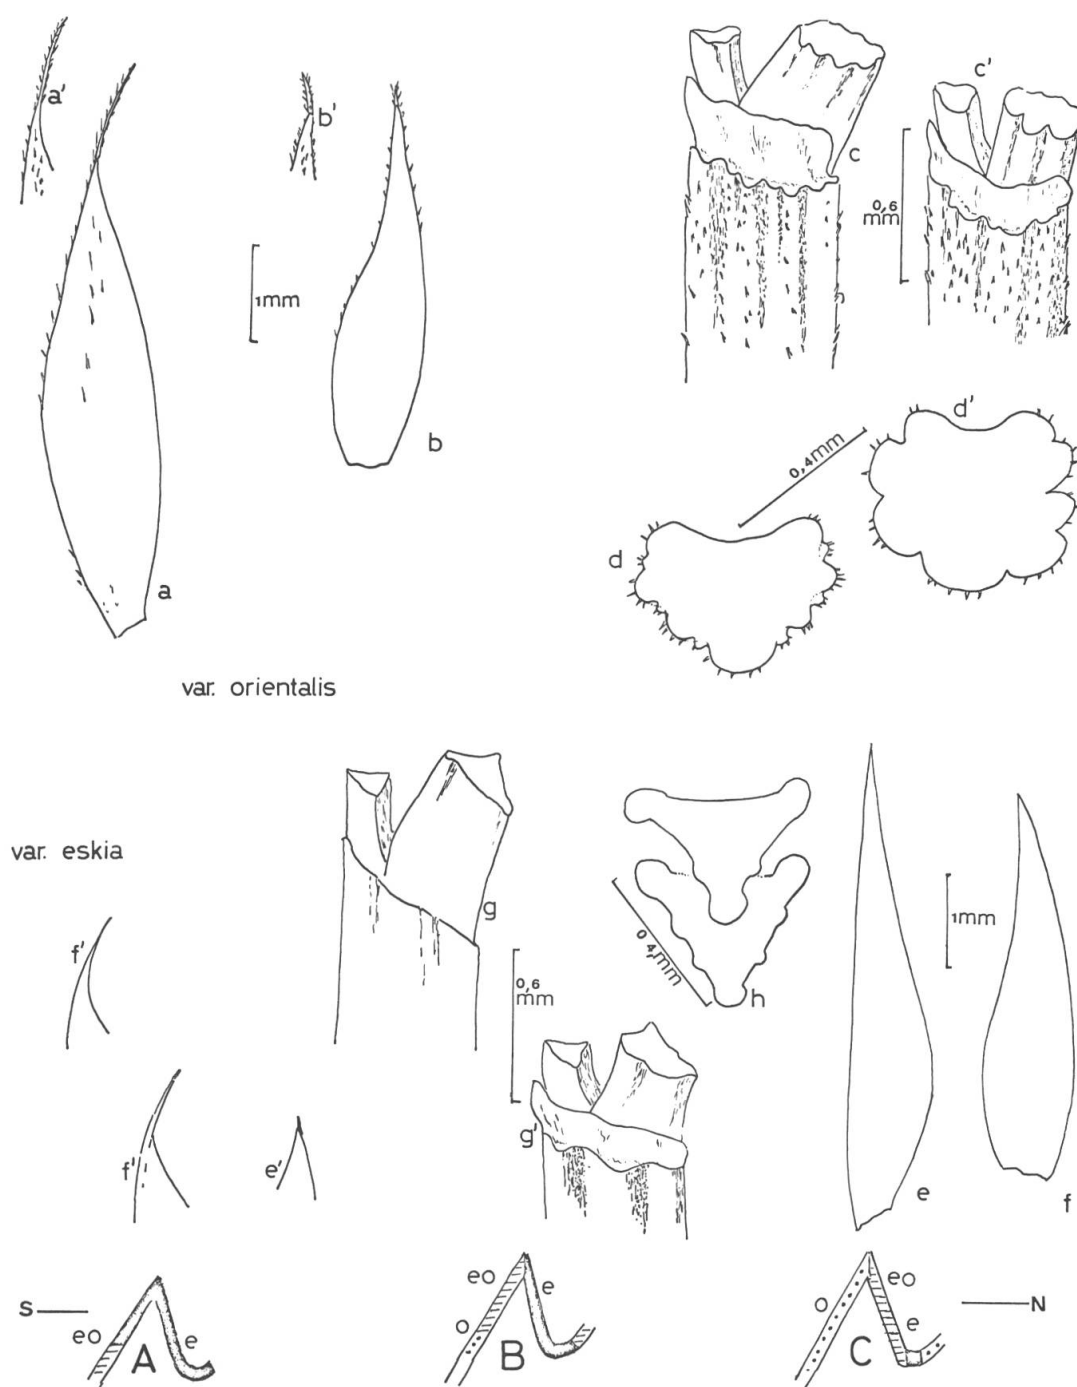 a'
b'
c'
c
0,6
mm
1mm
b
a
d'
0,4mm
d
var. orientalis
var. eskia
g
f'
0,6
mm
0,4mm
h
1mm
g'
f'
e'
e
f
S
eo
A
e
o
eo
B
e
o
eo
C
e
N